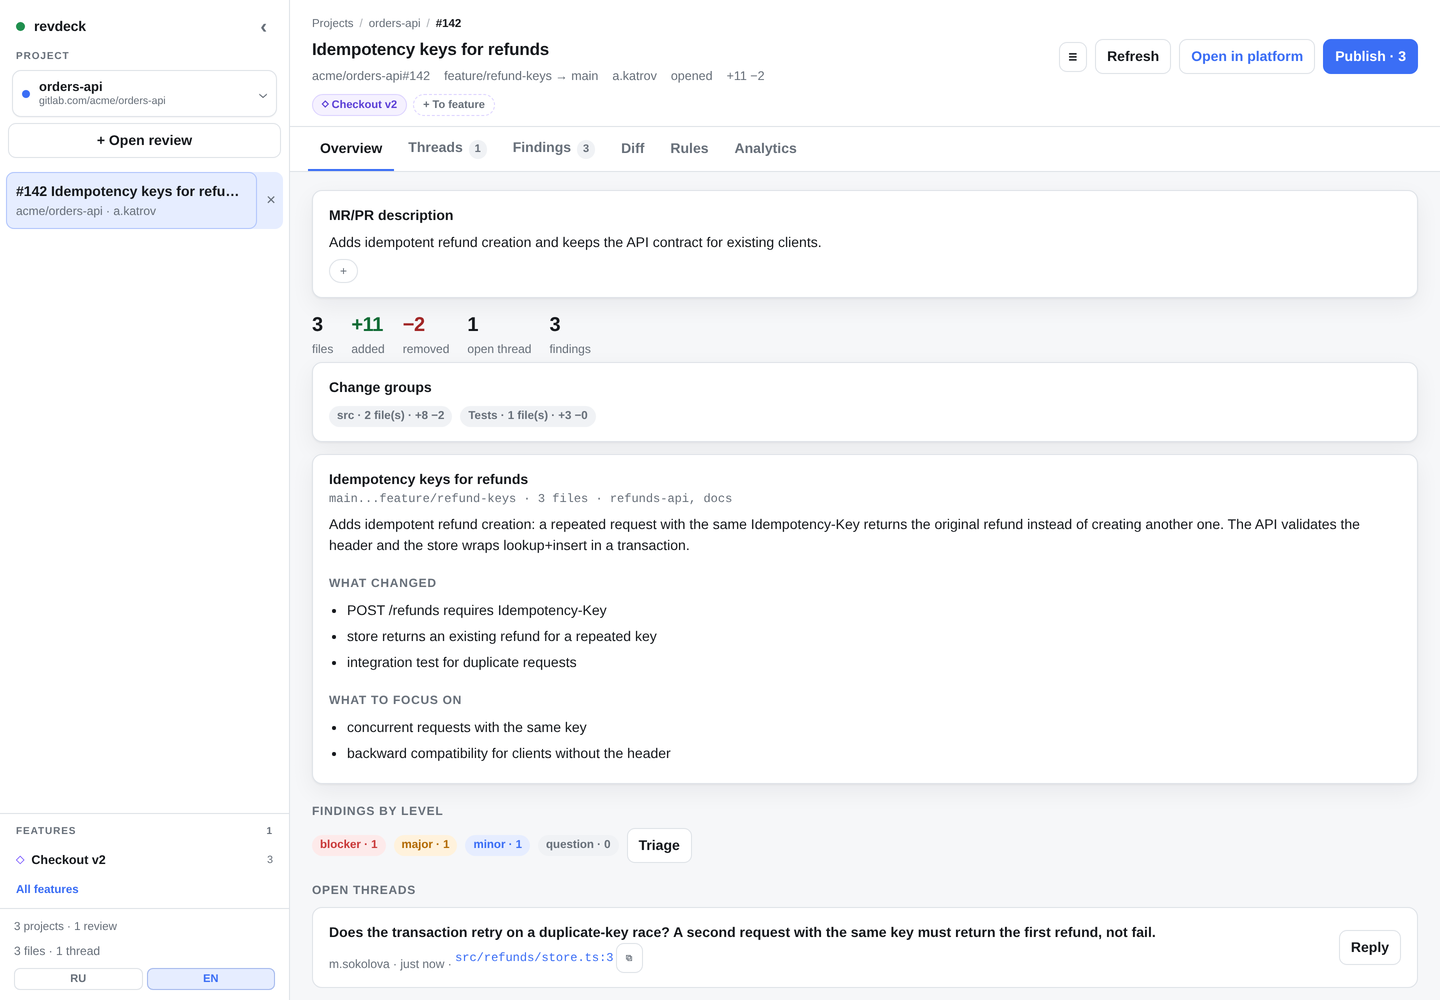 revdeck
‹
PROJECT
orders-api
gitlab.com/acme/orders-api
+ Open review
#142 Idempotency keys for refu…
acme/orders-api · a.katrov
×
FEATURES 1
◇ Checkout v2 3
All features
3 projects · 1 review
3 files · 1 thread
RU EN
Projects / orders-api / #142
Idempotency keys for refunds
acme/orders-api#142 feature/refund-keys → main a.katrov opened +11 −2
◇ Checkout v2 + To feature
≡ Refresh Open in platform Publish · 3
Overview Threads 1 Findings 3 Diff Rules Analytics
MR/PR description
Adds idempotent refund creation and keeps the API contract for existing clients.
+
3 +11 −2 1 3
files added removed open thread findings
Change groups
src · 2 file(s) · +8 −2 Tests · 1 file(s) · +3 −0
Idempotency keys for refunds
main...feature/refund-keys · 3 files · refunds-api, docs
Adds idempotent refund creation: a repeated request with the same Idempotency-Key returns the original refund instead of creating another one. The API validates the
header and the store wraps lookup+insert in a transaction.
WHAT CHANGED
• POST /refunds requires Idempotency-Key
• store returns an existing refund for a repeated key
• integration test for duplicate requests
WHAT TO FOCUS ON
• concurrent requests with the same key
• backward compatibility for clients without the header
FINDINGS BY LEVEL
blocker · 1 major · 1 minor · 1 question · 0 Triage
OPEN THREADS
Does the transaction retry on a duplicate-key race? A second request with the same key must return the first refund, not fail.
m.sokolova · just now · src/refunds/store.ts:3
Reply